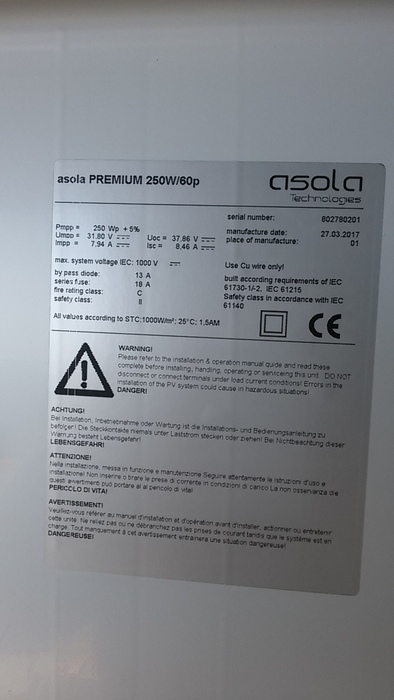 asola PREMIUM 250W/60p
asola
Technologies
serial number: 802780201
Pmpp = 250 Wp +5%
Umpp = 31.80 V Uoc = 37.86 V
Impp = 7.94 A Isc = 8.46 A
manufacture date: 27.03.2017
place of manufacture: 01
max. system voltage IEC: 1000 V
by pass diode: 13 A
series fuse: 18 A
fire rating class: C
safety class: II
Use Cu wire only!
built according requirements of IEC
61730-1/-2, IEC 61215
Safety class in accordance with IEC
61140
All values according to STC:1000W/m²; 25°C; 1.5AM
CE
WARNING!
Please refer to the installation & operation manual guide and read these
complete before installing, handling, operating or serviceing this unit. DO NOT
disconnect or connect terminals under load current conditions! Errors in the
installation of the PV system could cause in hazardous situations!
DANGER!
ACHTUNG!
Bei Installation, Inbetriebnahme oder Wartung ist die Installations- und Bedienungsanleitung zu
befolgen! Die Steckkontakte niemals unter Laststrom stecken oder ziehen! Bei Nichtbeachtung dieser
Warnung besteht Lebensgefahr!
LEBENSGEFAHR!
ATTENZIONE!
Nella installazione, messa in funzione e manutenzione Seguire attentamente le istruzioni d'uso e
installazione! Non inserire o tirare le prese di corrente in condizioni di carico La non osservanza die
questi avvertimenti può portare al al pericolo di vita!
PERICCLO DI VITA!
AVERTISSEMENT!
Veuillez-vous référer au manuel d'installation et d'opération avant d'installer, actionner ou entretenir
cette unité. Ne reliez pas ou ne débranchez pas les prises de courant tandis que le système est en
charge. Tout manquement à cet avertissement entrainera une situation dangereuse!
DANGEREUSE!